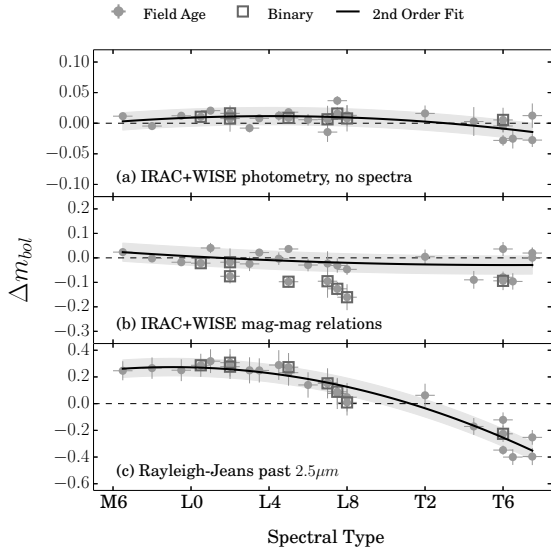 Field Age Binary 2nd Order Fit
0.10
0.05
0.00
−0.05
−0.10
(a) IRAC+WISE photometry, no spectra
0.2
0.1
0.0
−0.1
−0.2
−0.3
(b) IRAC+WISE mag-mag relations
Δm_bol
0.4
0.2
0.0
−0.2
−0.4
−0.6
(c) Rayleigh-Jeans past 2.5μm
M6 L0 L4 L8 T2 T6
Spectral Type